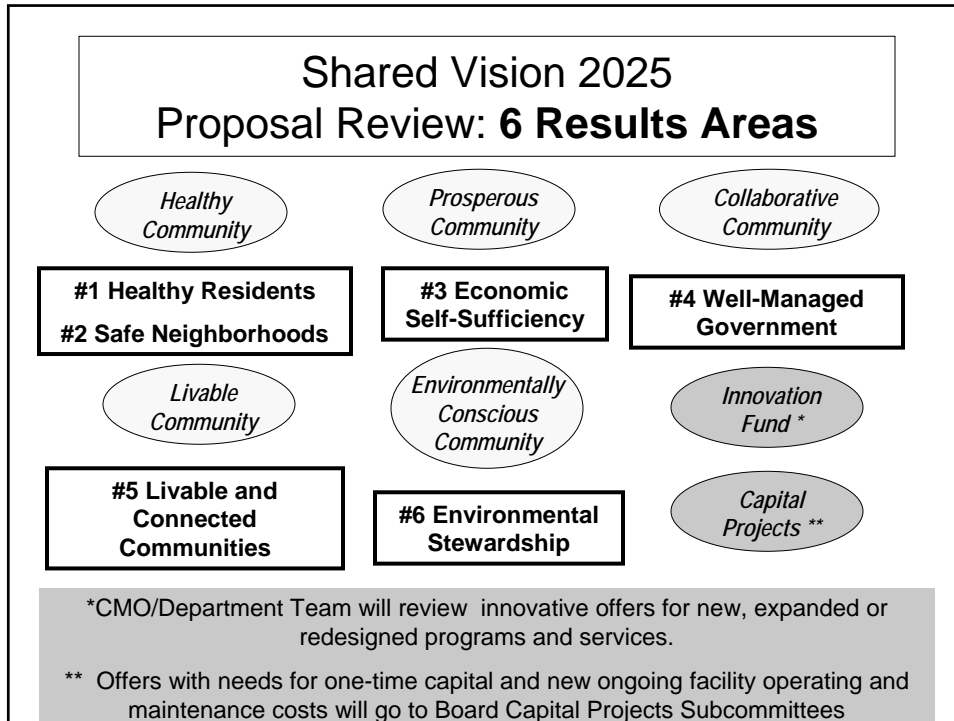 Shared Vision 2025
Proposal Review: 6 Results Areas
Healthy
Community
Prosperous
Community
Collaborative
Community
#1 Healthy Residents
#2 Safe Neighborhoods
#3 Economic
Self-Sufficiency
#4 Well-Managed
Government
Livable
Community
Environmentally
Conscious
Community
Innovation
Fund *
#5 Livable and
Connected
Communities
#6 Environmental
Stewardship
Capital
Projects **
*CMO/Department Team will review innovative offers for new, expanded or
redesigned programs and services.
** Offers with needs for one-time capital and new ongoing facility operating and
maintenance costs will go to Board Capital Projects Subcommittees